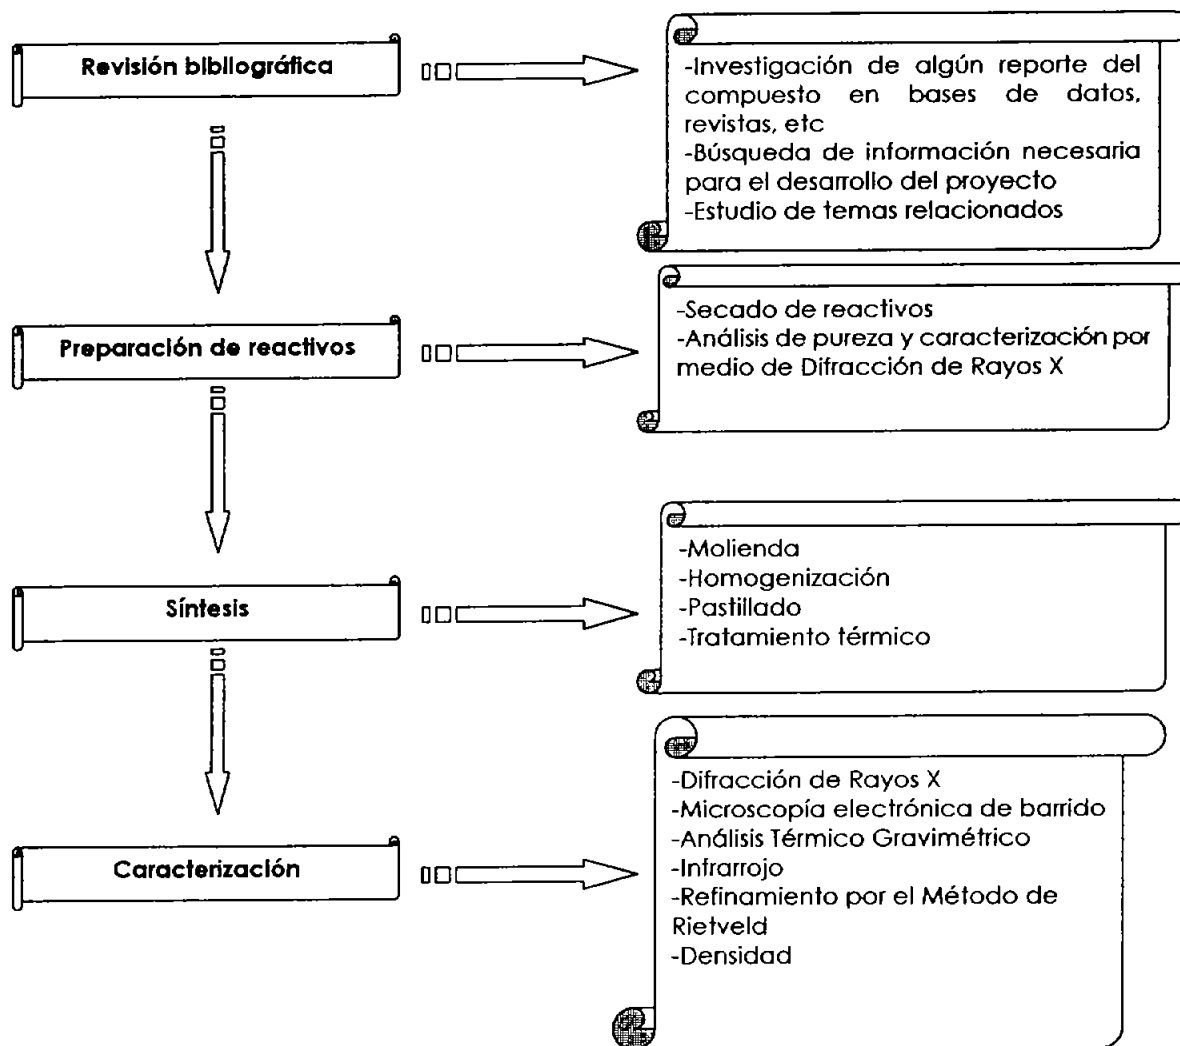 Revisión bibliográfica
-Investigación de algún reporte del
compuesto en bases de datos,
revistas, etc
-Búsqueda de información necesaria
para el desarrollo del proyecto
-Estudio de temas relacionados
Preparación de reactivos
-Secado de reactivos
-Análisis de pureza y caracterización por
medio de Difracción de Rayos X
Síntesis
-Molienda
-Homogenización
-Pastillado
-Tratamiento térmico
Caracterización
-Difracción de Rayos X
-Microscopía electrónica de barrido
-Análisis Térmico Gravimétrico
-Infrarrojo
-Refinamiento por el Método de
Rietveld
-Densidad